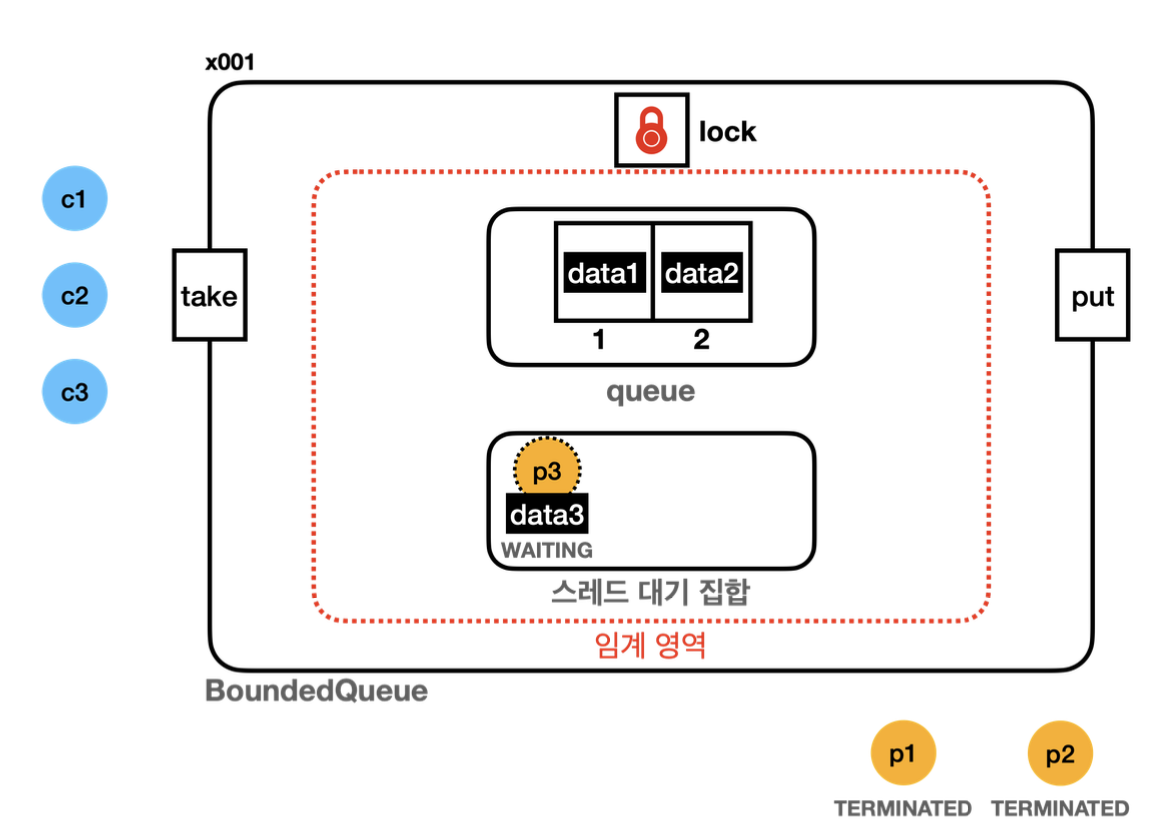 x001
lock
c1
c2
c3
take
put
data1 data2
1 2
queue
p3
data3
WAITING
스레드 대기 집합
임계 영역
BoundedQueue
p1 p2
TERMINATED TERMINATED